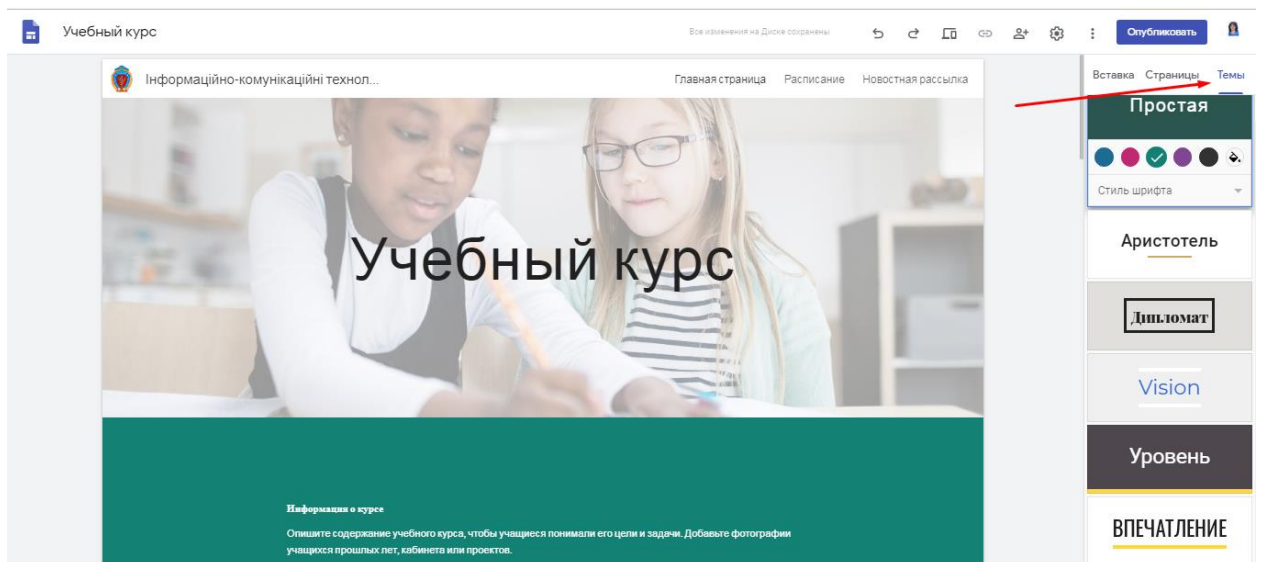 Учебный курс
Все изменения на Диске сохранены
Опубликовать
Інформаційно-комунікаційні технол...
Главная страница Расписание Новостная рассылка
Вставка Страницы Темы
Простая
Стиль шрифта
Учебный курс
Аристотель
Дипломат
Vision
Уровень
ВПЕЧАТЛЕНИЕ
Информация о курсе
Опишите содержание учебного курса, чтобы учащиеся понимали его цели и задачи. Добавьте фотографии
учащихся прошлых лет, кабинета или проектов.